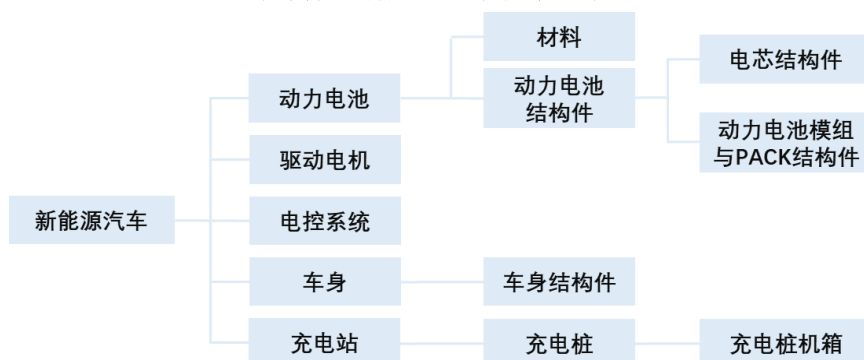 材料
动力电池
动力电池
结构件
电芯结构件
动力电池模组
与PACK结构件
驱动电机
新能源汽车
电控系统
车身
车身结构件
充电站
充电桩
充电桩机箱